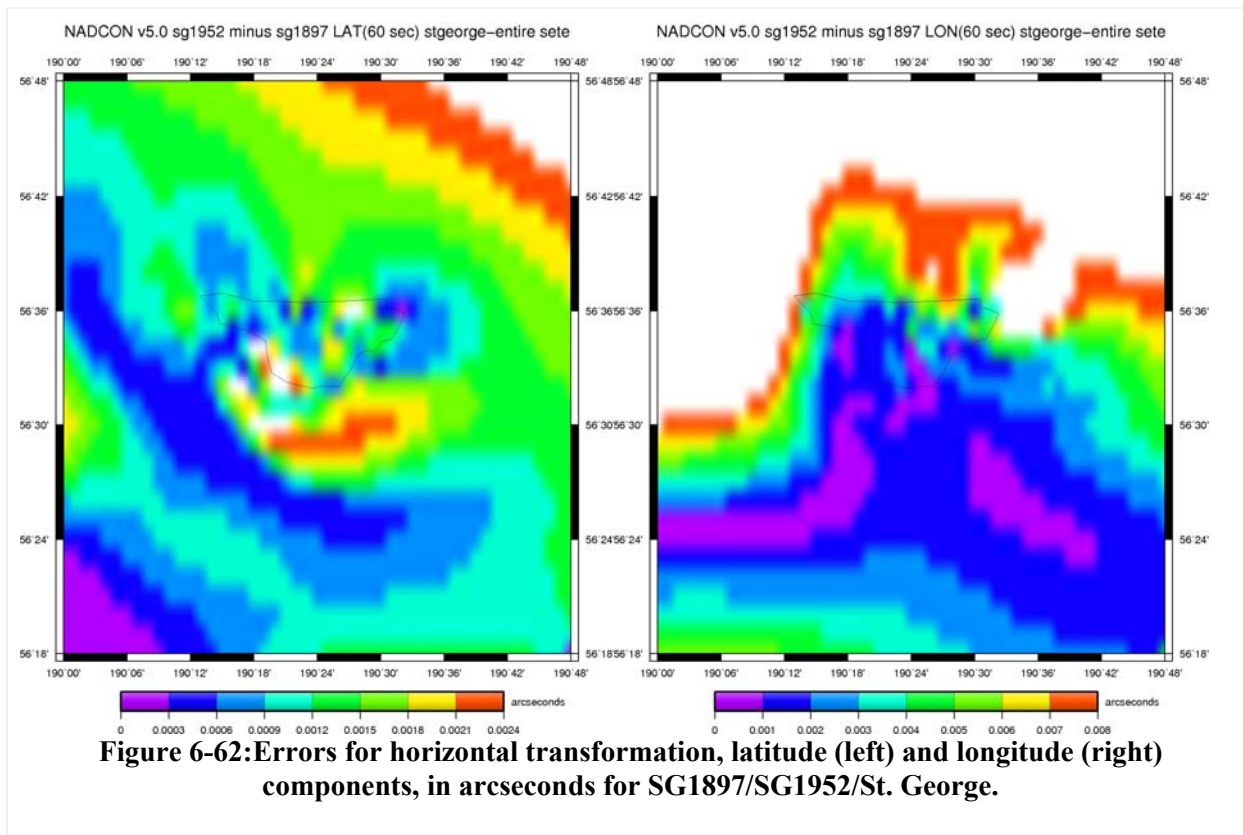 NADCON v5.0 sg1952 minus sg1897 LAT(60 sec) stgeorge-entire sete
190˚00' 190˚06' 190˚12' 190˚18' 190˚24' 190˚30' 190˚36' 190˚42' 190˚48'
56˚48' 56˚48'
56˚42' 56˚42'
56˚36' 56˚36'
56˚30' 56˚30'
56˚24' 56˚24'
56˚18' 56˚18'
190˚00' 190˚06' 190˚12' 190˚18' 190˚24' 190˚30' 190˚36' 190˚42' 190˚48'
arcseconds
0 0.0003 0.0006 0.0009 0.0012 0.0015 0.0018 0.0021 0.0024
NADCON v5.0 sg1952 minus sg1897 LON(60 sec) stgeorge-entire sete
190˚00' 190˚06' 190˚12' 190˚18' 190˚24' 190˚30' 190˚36' 190˚42' 190˚48'
56˚48' 56˚48'
56˚42' 56˚42'
56˚36' 56˚36'
56˚30' 56˚30'
56˚24' 56˚24'
56˚18' 56˚18'
190˚00' 190˚06' 190˚12' 190˚18' 190˚24' 190˚30' 190˚36' 190˚42' 190˚48'
arcseconds
0 0.001 0.002 0.003 0.004 0.005 0.006 0.007 0.008
Figure 6-62:Errors for horizontal transformation, latitude (left) and longitude (right)
components, in arcseconds for SG1897/SG1952/St. George.